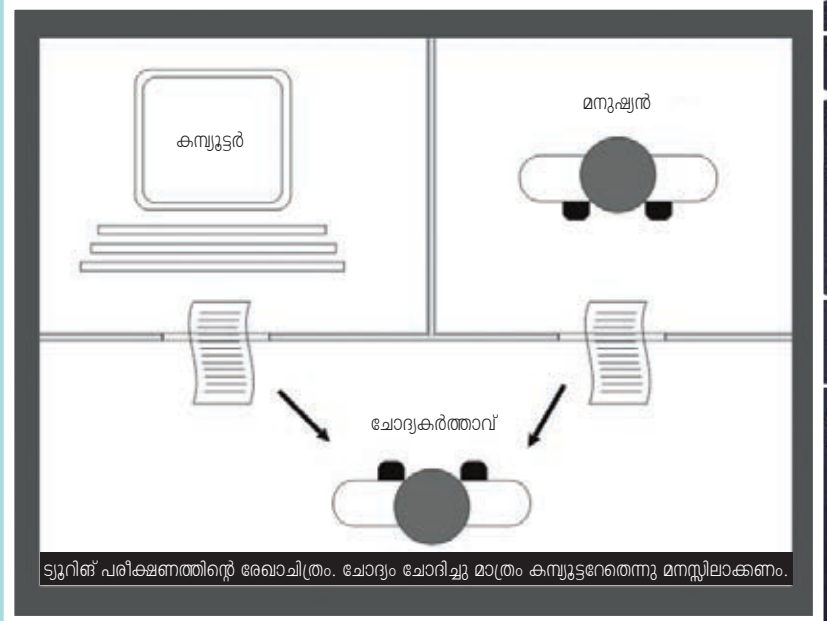 കമ്പ്യൂട്ടർ
മനുഷ്യൻ
ചോദ്യകർത്താവ്
ട്യൂറിങ് പരീക്ഷണത്തിന്റെ രേഖാചിത്രം. ചോദ്യം ചോദിച്ചു മാത്രം കമ്പ്യൂട്ടറേതെന്നു മനസ്സിലാക്കണം.